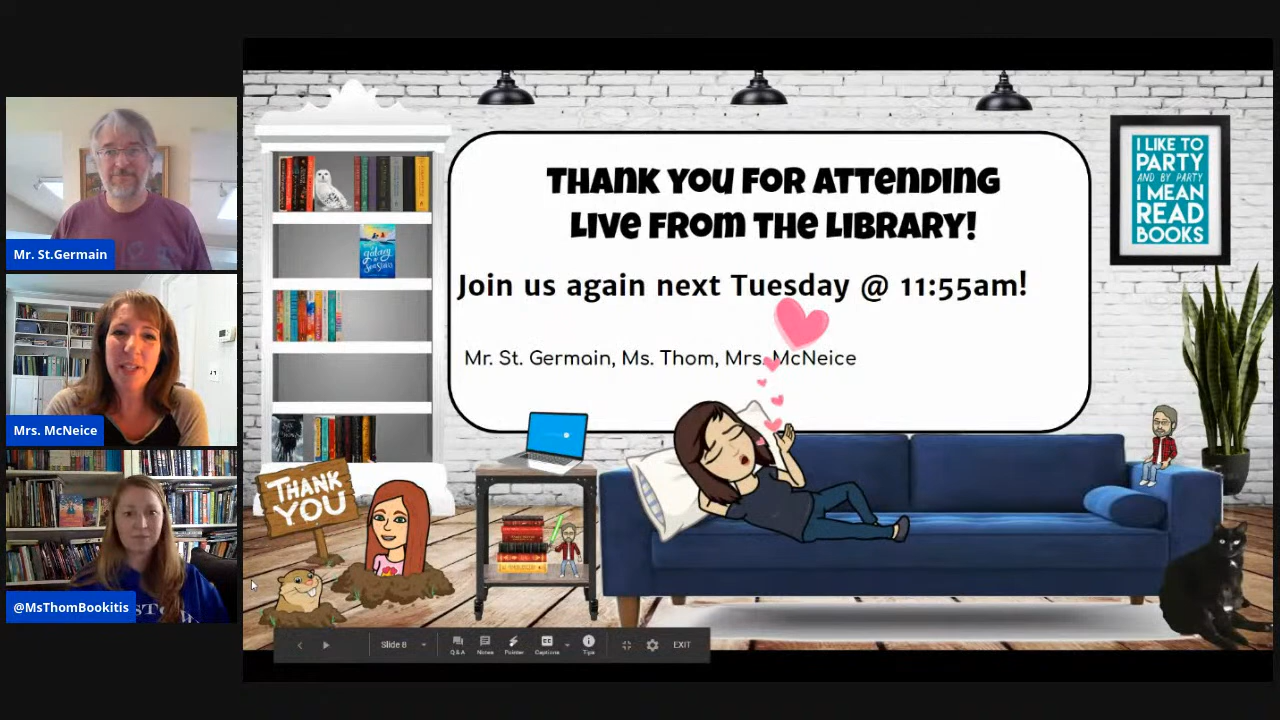 Mr. St.Germain
Mrs. McNeice
@MsThomBookitis
THANK YOU FOR ATTENDING
LIVE FROM THE LIBRARY!
Join us again next Tuesday @ 11:55am!
Mr. St. Germain, Ms. Thom, Mrs. McNeice
I LIKE TO
PARTY
AND BY PARTY
I MEAN
READ
BOOKS
THANK
YOU
Slide 8
Q&A
Notes
Pointer
Captions
Tips
EXIT